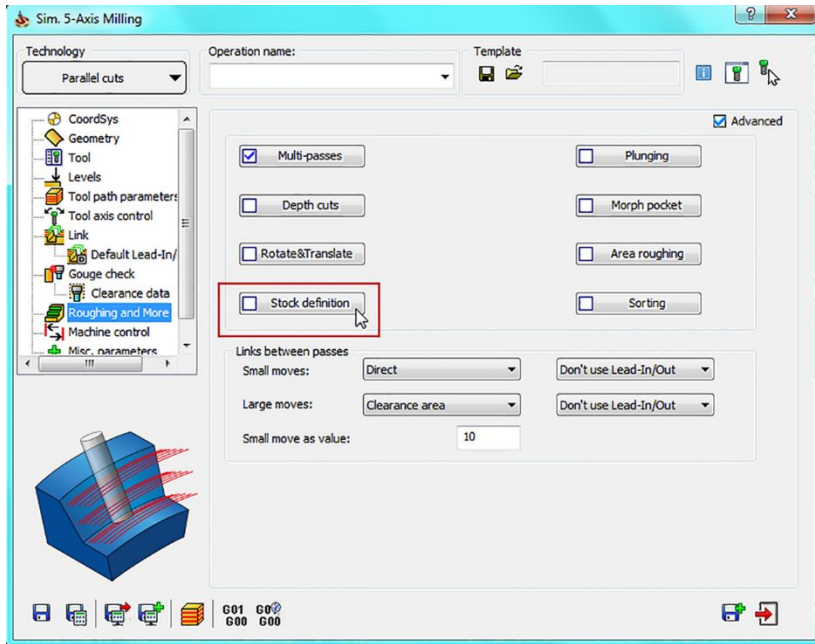 Sim. 5-Axis Milling
Technology
Operation name:
Template
Parallel cuts
Advanced
CoordSys
Geometry
Tool
Levels
Tool path parameters
Tool axis control
Link
Default Lead-In/
Gouge check
Clearance data
Roughing and More
Machine control
Misc. parameters
Multi-passes
Plunging
Depth cuts
Morph pocket
Rotate&Translate
Area roughing
Stock definition
Sorting
Links between passes
Small moves:
Direct
Don't use Lead-In/Out
Large moves:
Clearance area
Don't use Lead-In/Out
Small move as value:
10
G01 G0
G00 G00